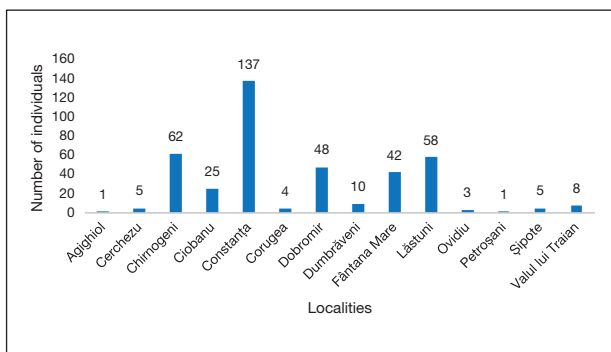 Number of individuals
160
140
120
100
80
60
40
20
0
1
5
62
25
137
4
48
10
42
58
3
1
5
8
Agighiol
Cerchezu
Chirnogeni
Ciobanu
Constanța
Corugea
Dobromir
Dumbrăveni
Fântana Mare
Lăstuni
Ovidiu
Petroșani
Șipote
Valul lui Traian
Localities